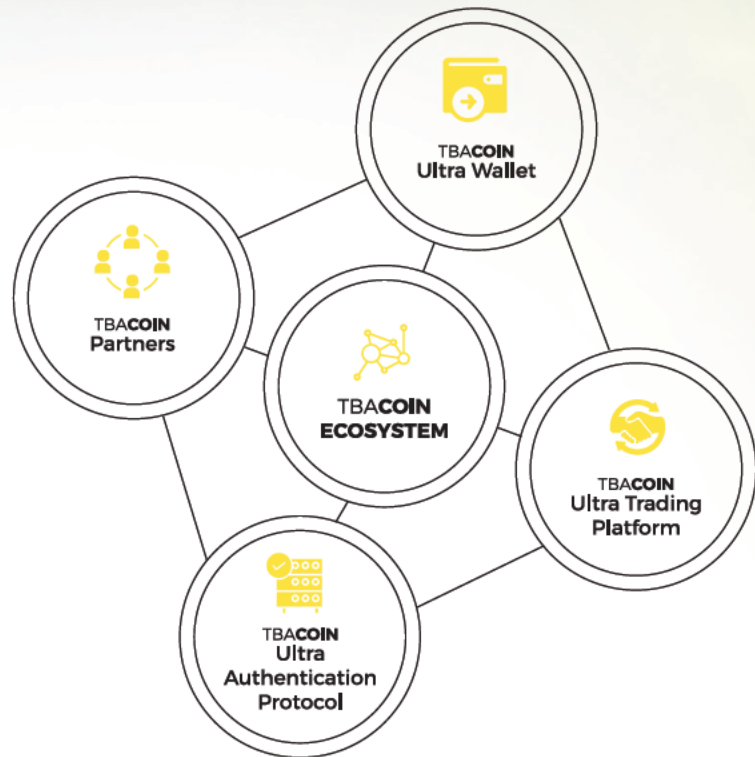 TBACOIN
Ultra Wallet
TBACOIN
Partners
TBACOIN
ECOSYSTEM
TBACOIN
Ultra Trading
Platform
TBACOIN
Ultra
Authentication
Protocol